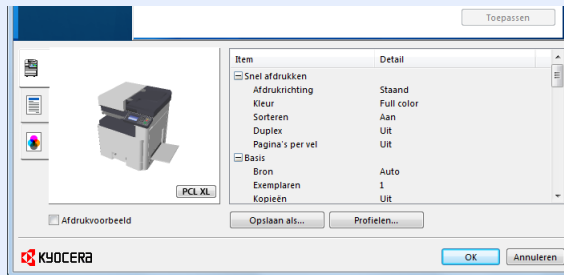 Toepassen
Item Detail
Snel afdrukken
Afdrukrichting Staand
Kleur Full color
Sorteren Aan
Duplex Uit
Pagina's per vel Uit
Basis
Bron Auto
Exemplaren 1
Kopieën Uit
PCL XL
Afdrukvoorbeeld Opslaan als... Profielen...
KYOCERA OK Annuleren